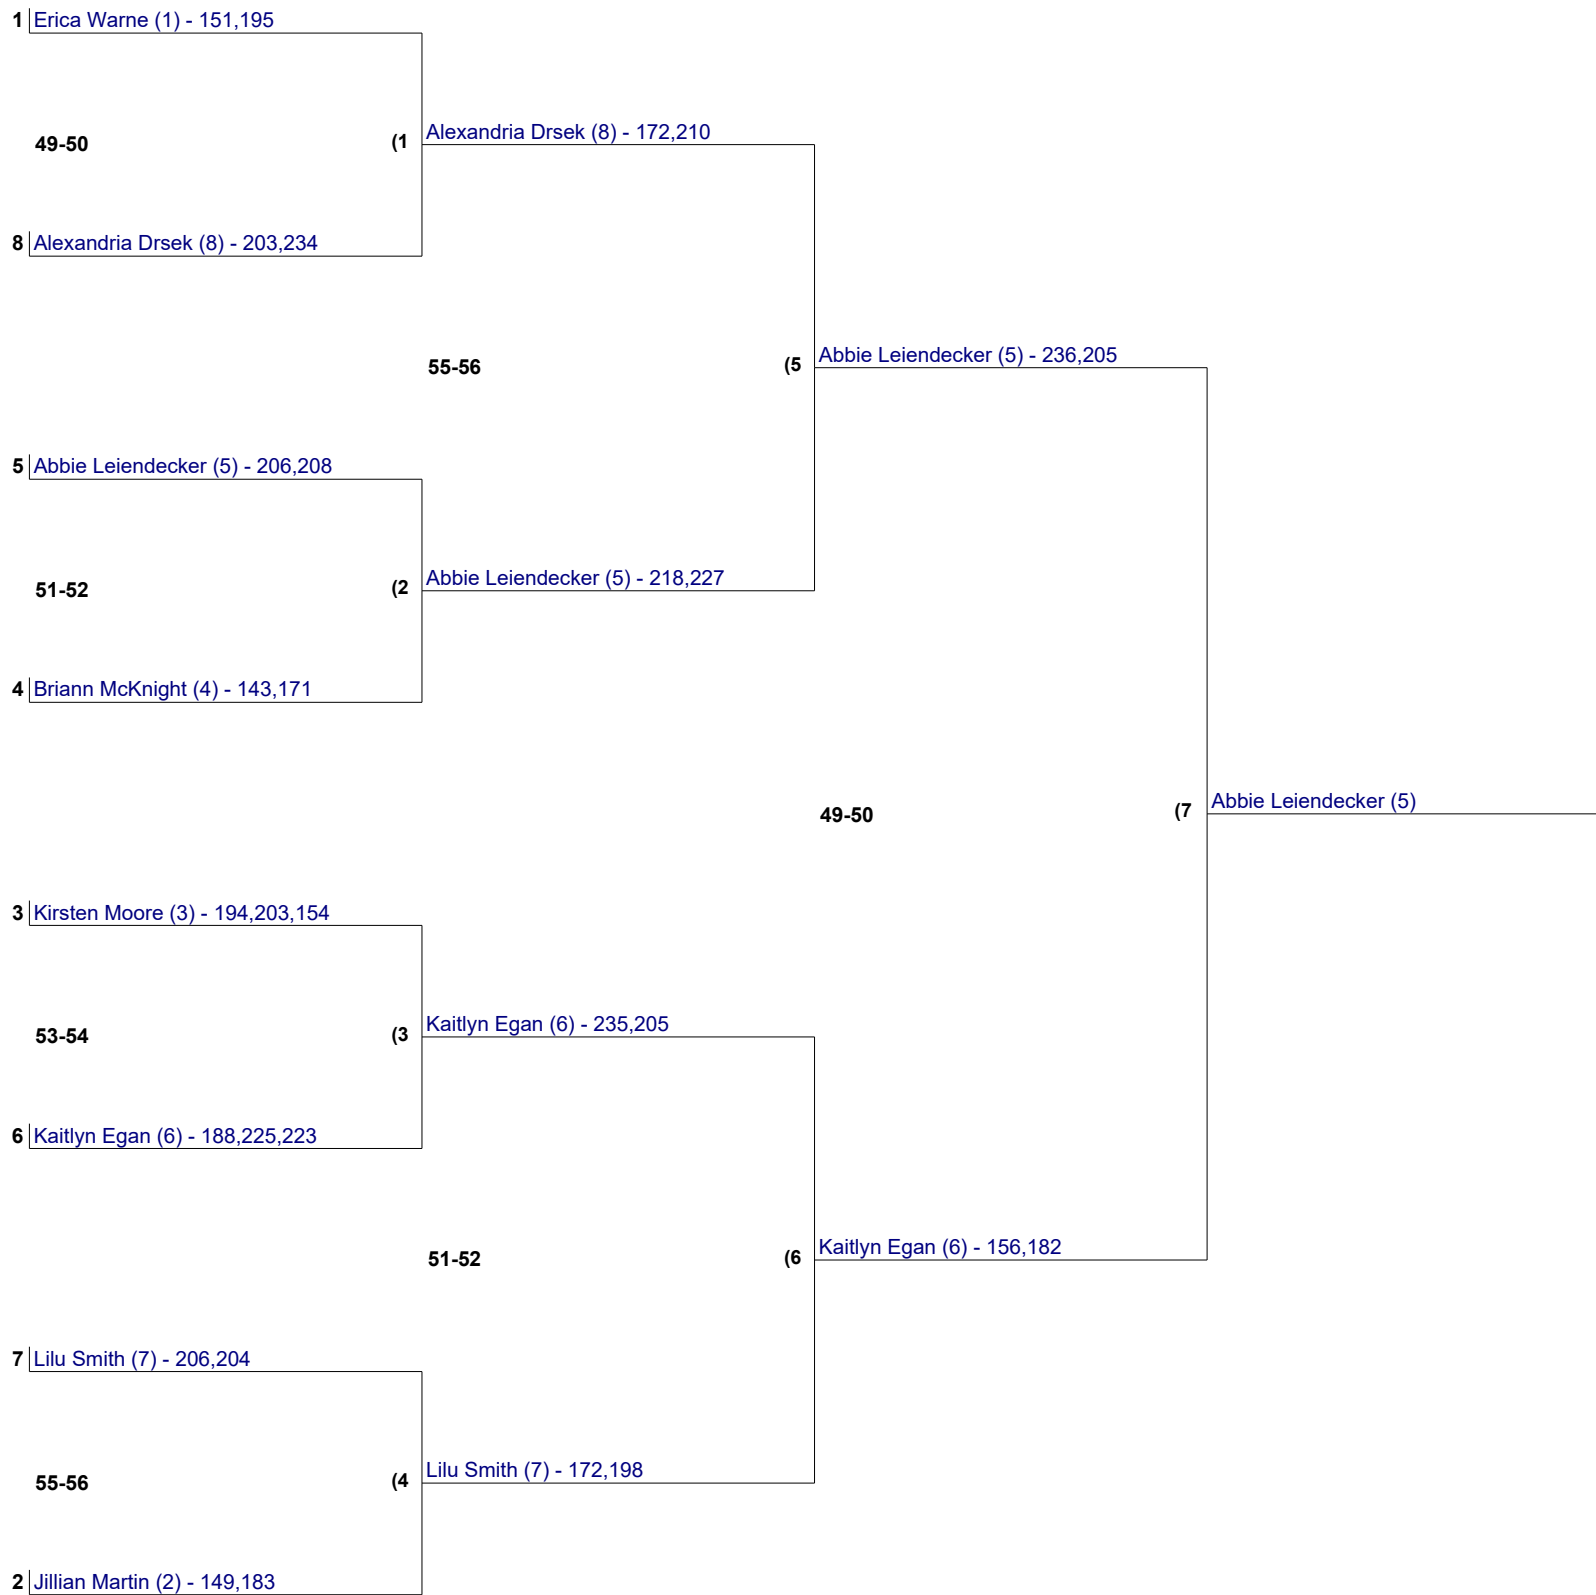 1 Erica Warne (1) - 151,195
Alexandria Drsek (8) - 172,210
49-50 (1
8 Alexandria Drsek (8) - 203,234
Abbie Leiendecker (5) - 236,205
55-56 (5
5 Abbie Leiendecker (5) - 206,208
Abbie Leiendecker (5) - 218,227
51-52 (2
4 Briann McKnight (4) - 143,171
Abbie Leiendecker (5)
49-50 (7
3 Kirsten Moore (3) - 194,203,154
Kaitlyn Egan (6) - 235,205
53-54 (3
6 Kaitlyn Egan (6) - 188,225,223
Kaitlyn Egan (6) - 156,182
51-52 (6
7 Lilu Smith (7) - 206,204
Lilu Smith (7) - 172,198
55-56 (4
2 Jillian Martin (2) - 149,183